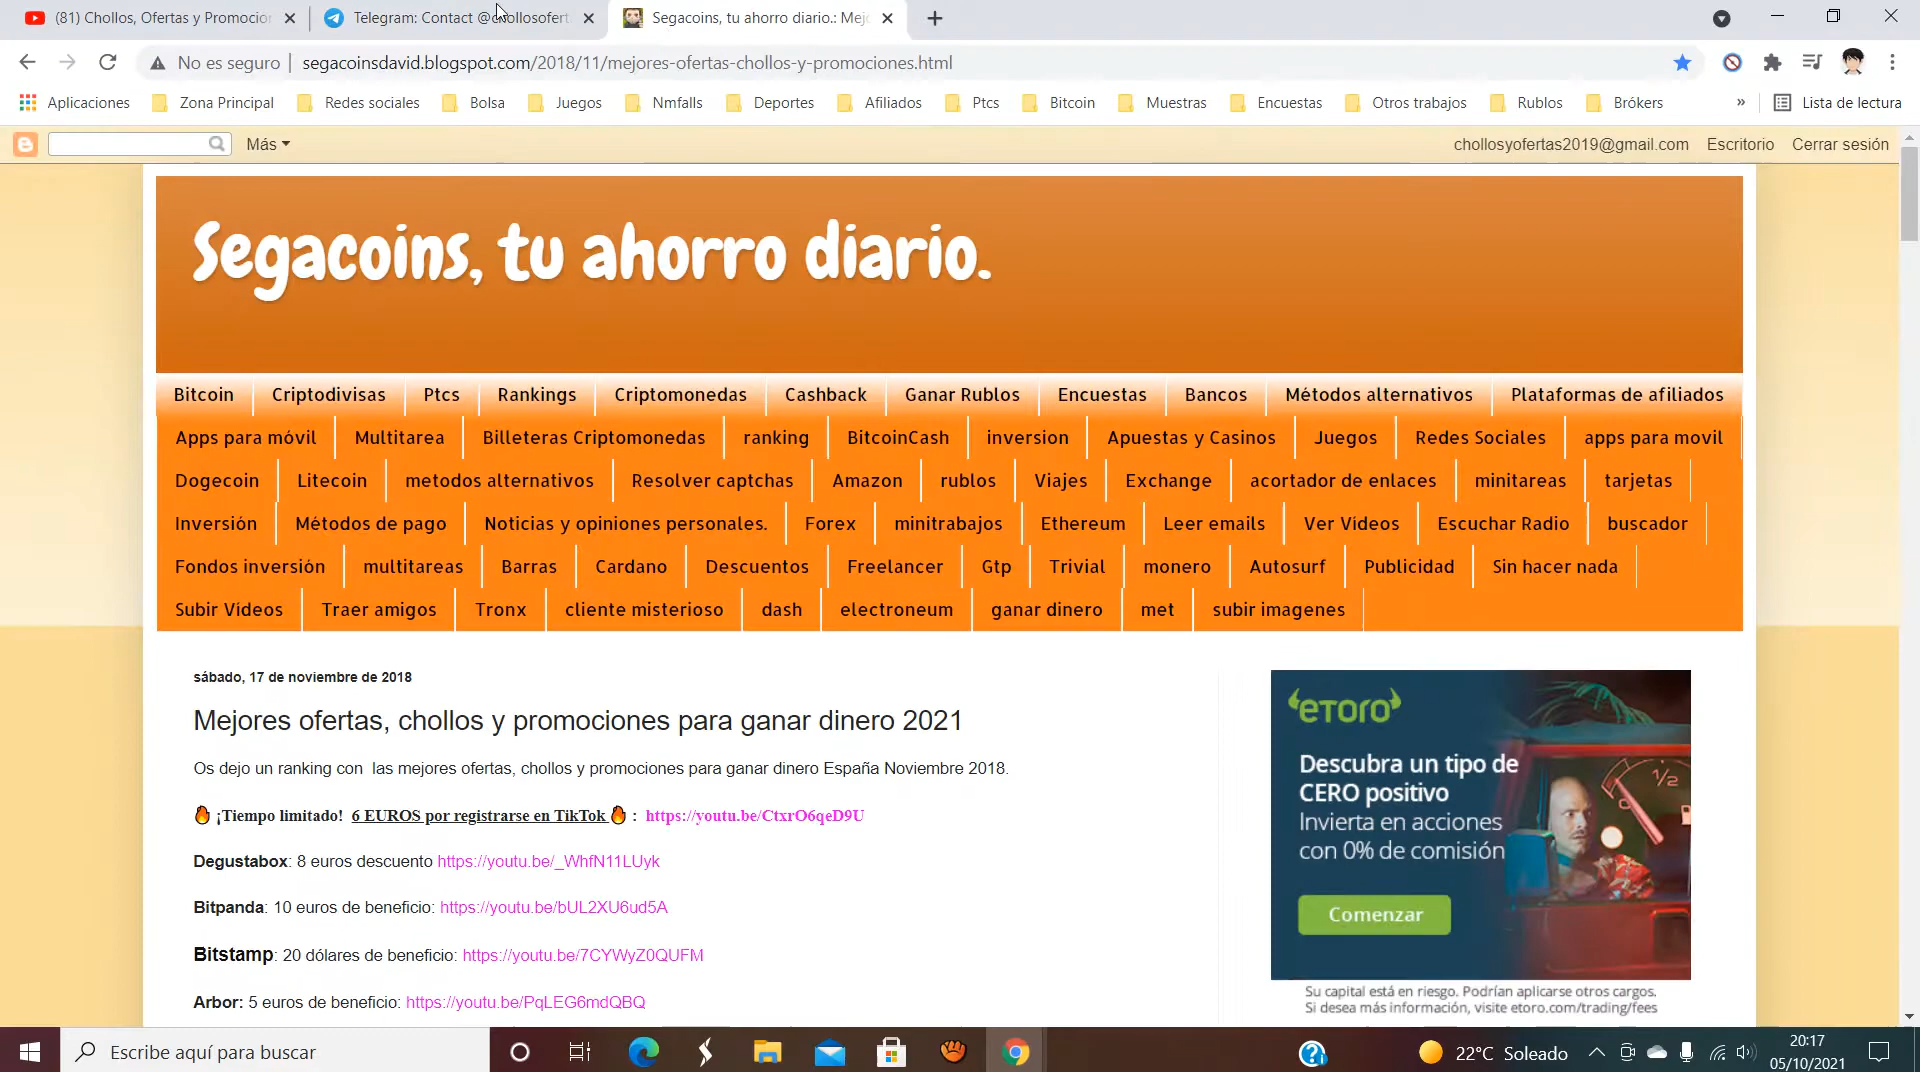 (81) Chollos, Ofertas y Promocion
Telegram: Contact @chollosofert
Segacoins, tu ahorro diario.: Mej
No es seguro | segacoinsdavid.blogspot.com/2018/11/mejores-ofertas-chollos-y-promociones.html
Aplicaciones Zona Principal Redes sociales Bolsa Juegos Nmfalls Deportes Afiliados Ptcs Bitcoin Muestras Encuestas Otros trabajos Rublos Brókers » Lista de lectura
Más chollosyofertas2019@gmail.com Escritorio Cerrar sesión
Segacoins, tu ahorro diario.
Bitcoin Criptodivisas Ptcs Rankings Criptomonedas Cashback Ganar Rublos Encuestas Bancos Métodos alternativos Plataformas de afiliados
Apps para móvil Multitarea Billeteras Criptomonedas ranking BitcoinCash inversion Apuestas y Casinos Juegos Redes Sociales apps para movil
Dogecoin Litecoin metodos alternativos Resolver captchas Amazon rublos Viajes Exchange acortador de enlaces minitareas tarjetas
Inversión Métodos de pago Noticias y opiniones personales. Forex minitrabajos Ethereum Leer emails Ver Vídeos Escuchar Radio buscador
Fondos inversión multitareas Barras Cardano Descuentos Freelancer Gtp Trivial monero Autosurf Publicidad Sin hacer nada
Subir Vídeos Traer amigos Tronx cliente misterioso dash electroneum ganar dinero met subir imagenes
sábado, 17 de noviembre de 2018
Mejores ofertas, chollos y promociones para ganar dinero 2021
Os dejo un ranking con las mejores ofertas, chollos y promociones para ganar dinero España Noviembre 2018.
🔥 ¡Tiempo limitado! 6 EUROS por registrarse en TikTok 🔥 : https://youtu.be/CtxrO6qeD9U
Degustabox: 8 euros descuento https://youtu.be/_WhfN11LUyk
Bitpanda: 10 euros de beneficio: https://youtu.be/bUL2XU6ud5A
Bitstamp: 20 dólares de beneficio: https://youtu.be/7CYWyZ0QUFM
Arbor: 5 euros de beneficio: https://youtu.be/PqLEG6mdQBQ
eTORO
Descubra un tipo de
CERO positivo
Invierta en acciones
con 0% de comisión
1/2
Comenzar
Su capital está en riesgo. Podrían aplicarse otros cargos.
Si desea más información, visite etoro.com/trading/fees
Escribe aquí para buscar
22°C Soleado
20:17
05/10/2021